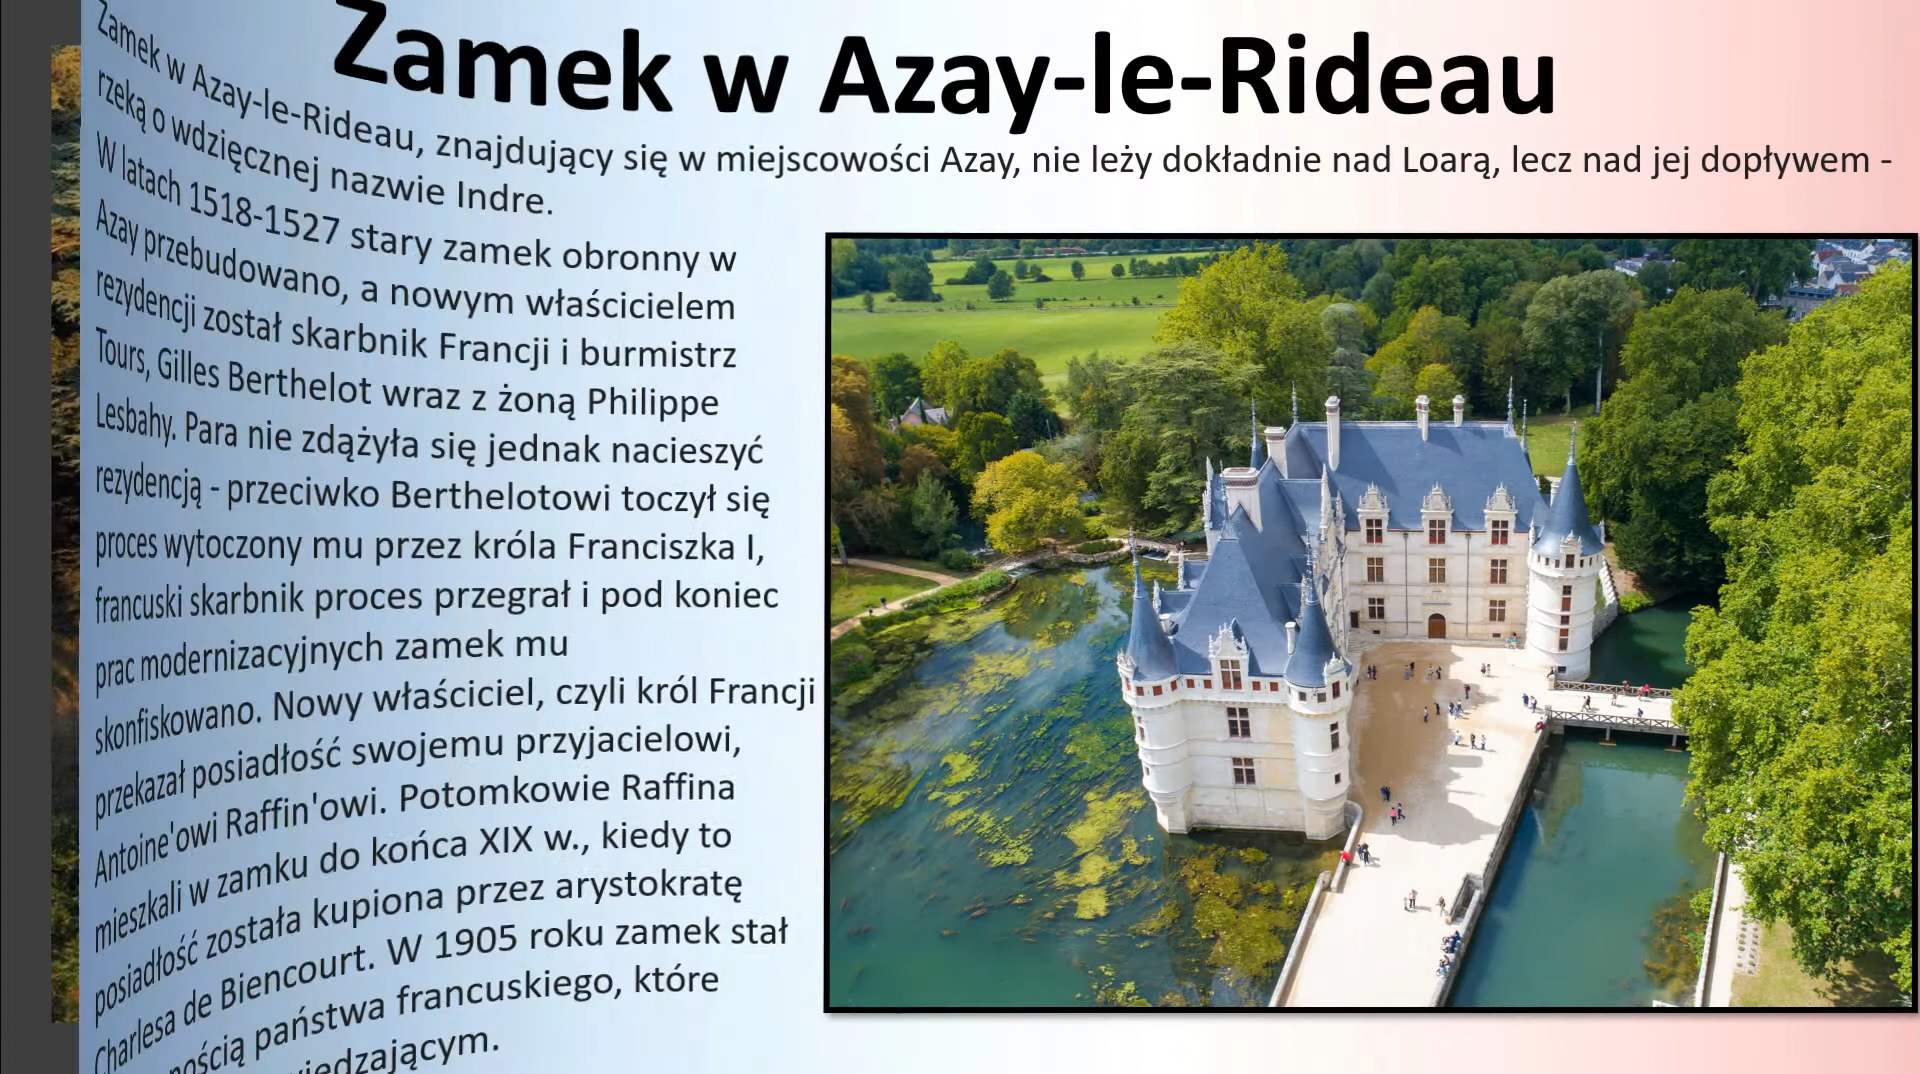 Zamek w Azay-le-Rideau
Zamek w Azay-le-Rideau, znajdujący się w miejscowości Azay, nie leży dokładnie nad Loarą, lecz nad jej dopływem -
rzeką o wdzięcznej nazwie Indre.
W latach 1518-1527 stary zamek obronny w
Azay przebudowano, a nowym właścicielem
rezydencji został skarbnik Francji i burmistrz
Tours, Gilles Berthelot wraz z żoną Philippe
Lesbahy. Para nie zdążyła się jednak nacieszyć
rezydencją - przeciwko Berthelotowi toczył się
proces wytoczony mu przez króla Franciszka I,
francuski skarbnik proces przegrał i pod koniec
prac modernizacyjnych zamek mu
skonfiskowano. Nowy właściciel, czyli król Francji
przekazał posiadłość swojemu przyjacielowi,
Antoine'owi Raffin'owi. Potomkowie Raffina
mieszkali w zamku do końca XIX w., kiedy to
posiadłość została kupiona przez arystokratę
Charlesa de Biencourt. W 1905 roku zamek stał
państwa francuskiego, które